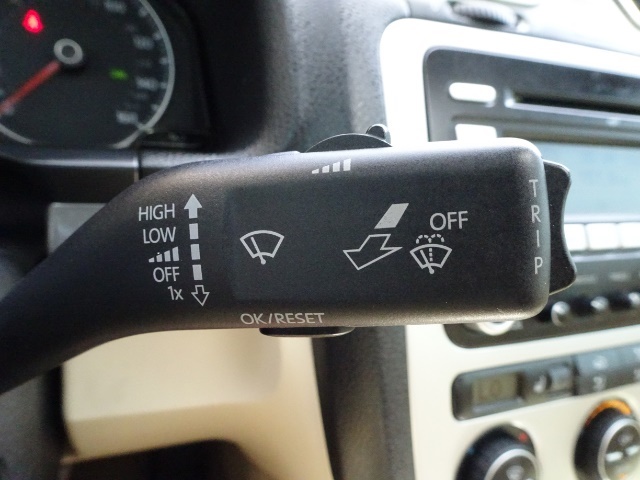 HIGH
LOW
OFF
1x
OFF
TRIP
OK/RESET